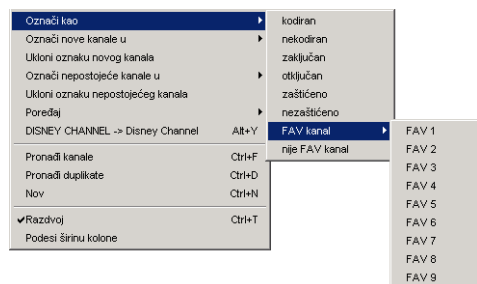 Označi kao
Označi nove kanale u
Ukloni oznaku novog kanala
Označi nepostojeće kanale u
Ukloni oznaku nepostojećeg kanala
Poređaj
DISNEY CHANNEL -> Disney Channel Alt+Y
Pronađi kanale Ctrl+F
Pronađi duplikate Ctrl+D
Nov Ctrl+N
Razdvoj Ctrl+T
Podesi širinu kolone
kodiran
nekodiran
zaključan
otključan
zaštićeno
nezaštićeno
FAV kanal
nije FAV kanal
FAV 1
FAV 2
FAV 3
FAV 4
FAV 5
FAV 6
FAV 7
FAV 8
FAV 9